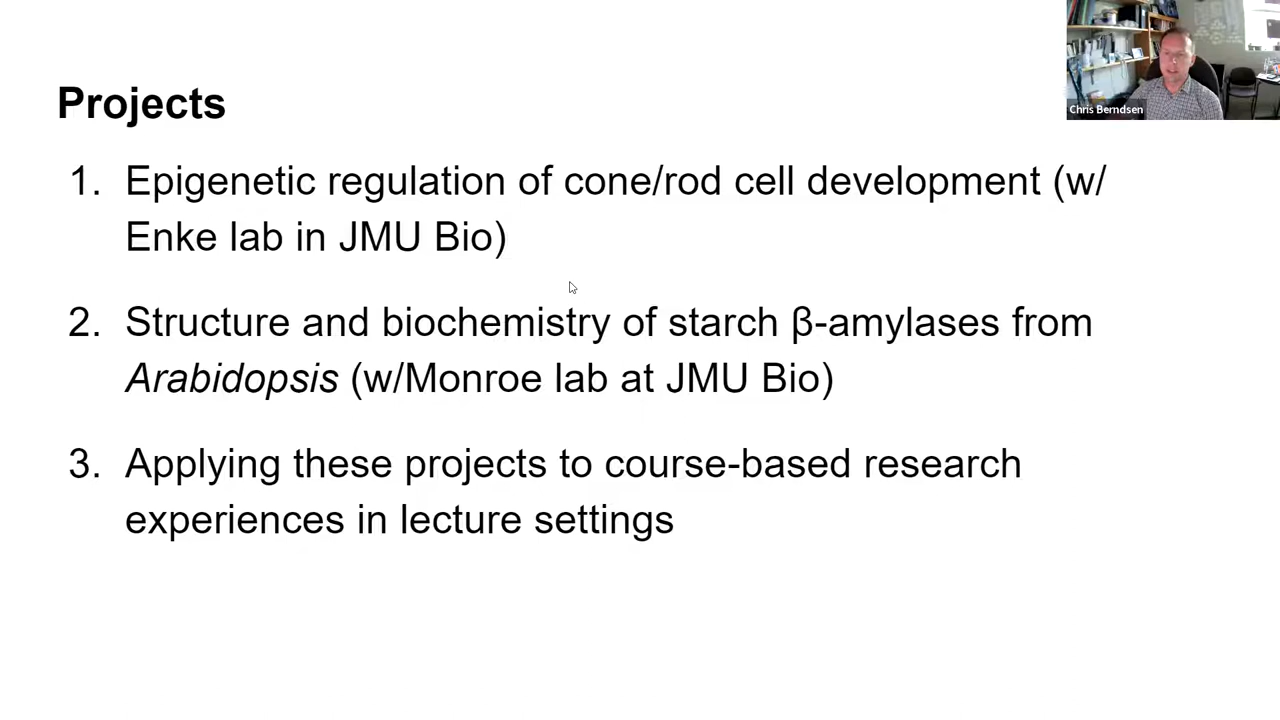 Projects
1. Epigenetic regulation of cone/rod cell development (w/
Enke lab in JMU Bio)
2. Structure and biochemistry of starch β-amylases from
Arabidopsis (w/Monroe lab at JMU Bio)
3. Applying these projects to course-based research
experiences in lecture settings
Chris Berndsen